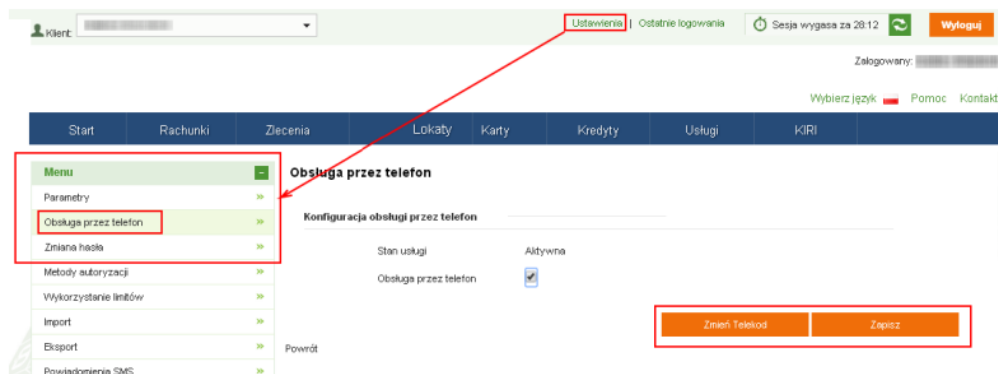 Klient:
Ustawienia | Ostatnie logowania
Sesja wygasa za 28:12
Wyloguj
Zalogowany:
Wybierz język
Pomoc
Kontakt
Start
Rachunki
Zlecenia
Lokaty
Karty
Kredyty
Usługi
KIRI
Menu
Parametry
Obsługa przez telefon
Zmiana hasła
Metody autoryzacji
Wykorzystanie limitów
Import
Eksport
Powiadomienia SMS
Obsługa przez telefon
Konfiguracja obsługi przez telefon
Stan usługi
Aktywna
Obsługa przez telefon
Zmień Telekod
Zapisz
Powrót